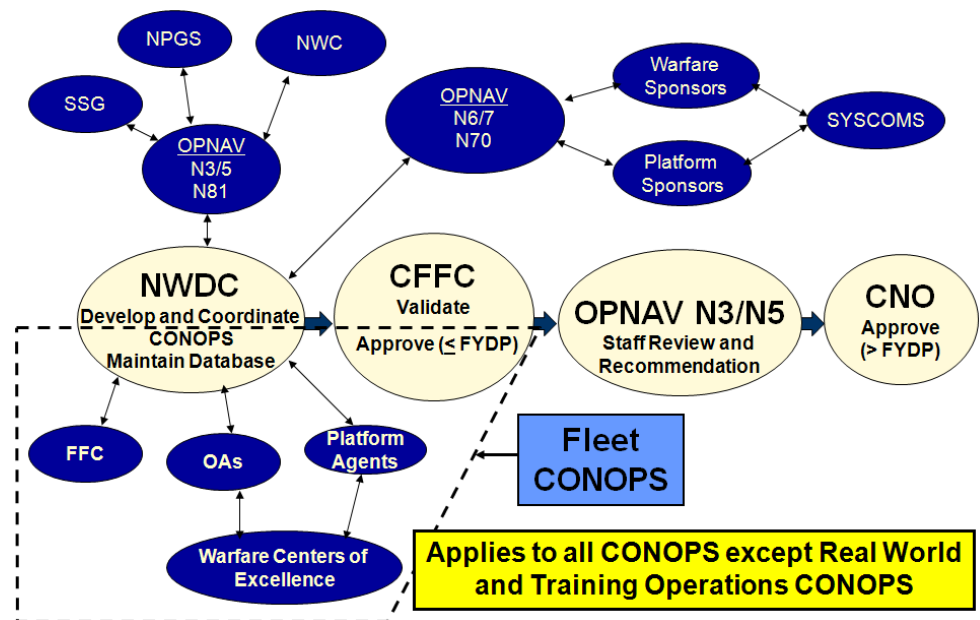 NPGS
NWC
SSG
OPNAV
N3/5
N81
OPNAV
N6/7
N70
Warfare
Sponsors
SYSCOMS
Platform
Sponsors
NWDC
Develop and Coordinate
CONOPS
Maintain Database
CFFC
Validate
Approve (≤ FYDP)
OPNAV N3/N5
Staff Review and
Recommendation
CNO
Approve
(> FYDP)
FFC
OAs
Platform
Agents
Warfare Centers of
Excellence
Fleet
CONOPS
Applies to all CONOPS except Real World
and Training Operations CONOPS